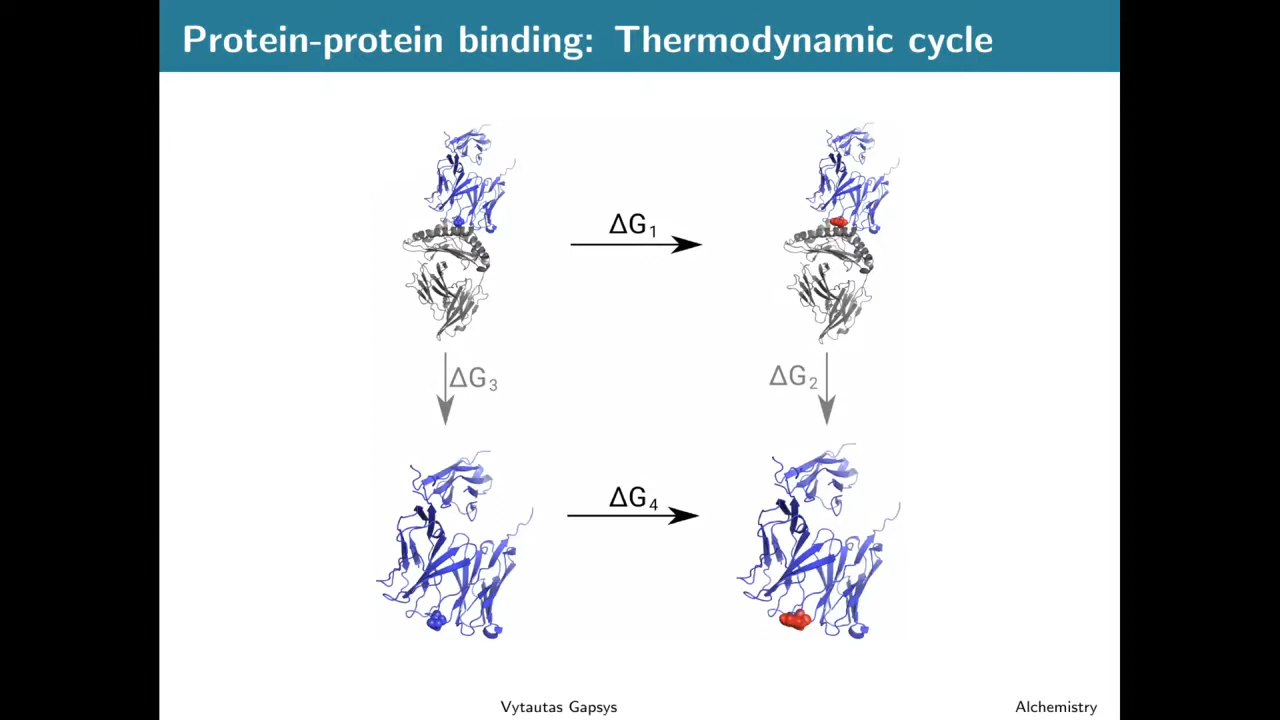 Protein-protein binding: Thermodynamic cycle
ΔG₁
ΔG₃
ΔG₂
ΔG₄
Vytautas Gapsys
Alchemistry